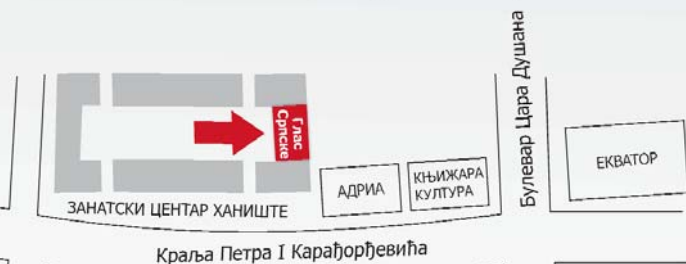 Глас
Српске
Булевар Цара Душана
ЕКВАТОР
АДРИА
КЊИЖАРА
КУЛТУРА
ЗАНАТСКИ ЦЕНТАР ХАНИШТЕ
Краља Петра I Карађорђевића